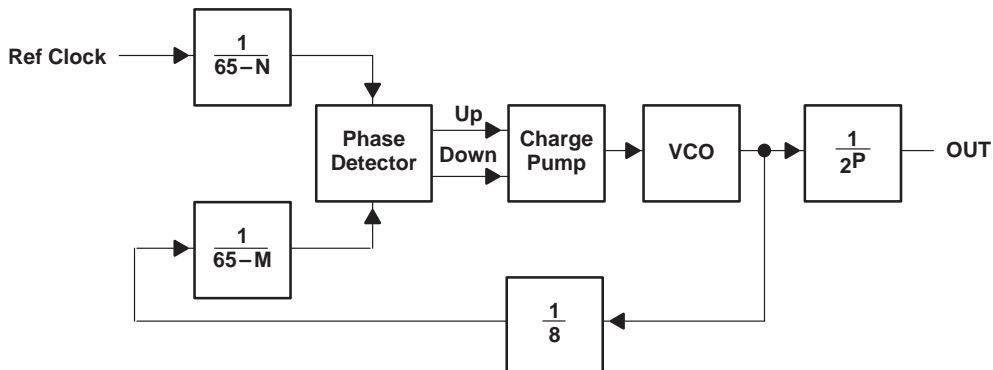 Ref Clock
1
65–N
Phase
Detector
Up
Down
Charge
Pump
VCO
1
2P
OUT
1
65–M
1
8